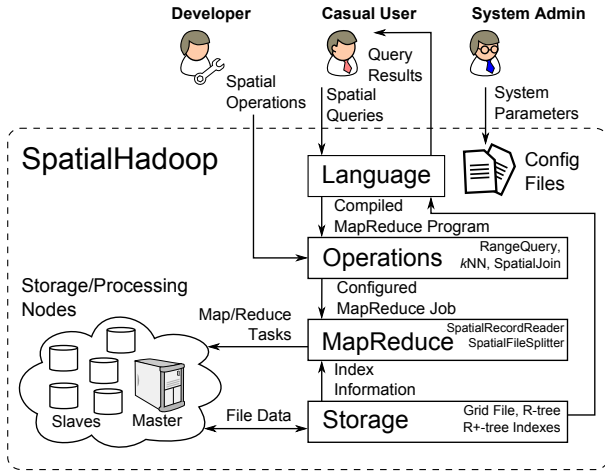 Developer
Casual User
System Admin
Spatial
Operations
Query
Results
Spatial
Queries
System
Parameters
SpatialHadoop
Language
Config
Files
Compiled
MapReduce Program
Operations
RangeQuery,
kNN, SpatialJoin
Configured
MapReduce Job
Storage/Processing
Nodes
Map/Reduce
Tasks
MapReduce
SpatialRecordReader
SpatialFileSplitter
Index
Information
Slaves
Master
File Data
Storage
Grid File, R-tree
R+-tree Indexes